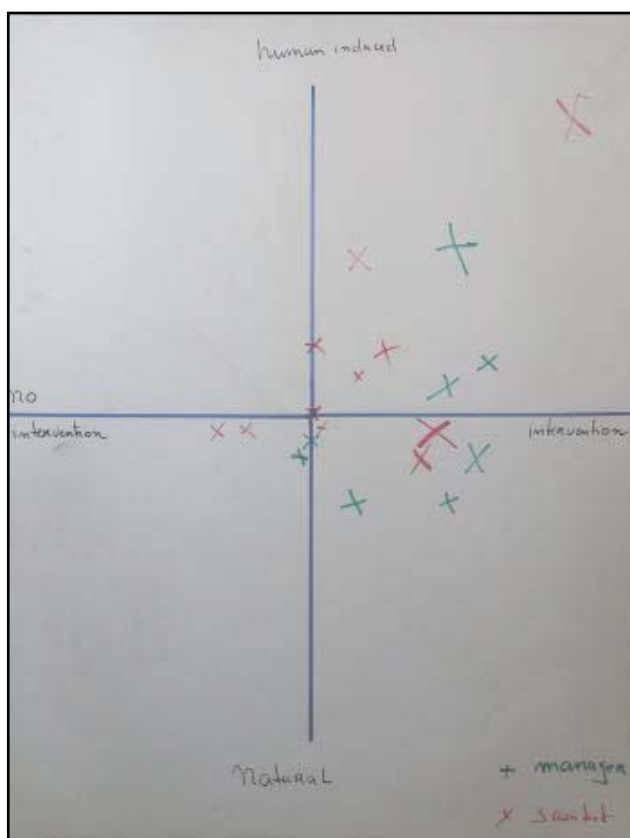 human induced
no
intervention
intervention
Natural
+ manager
x